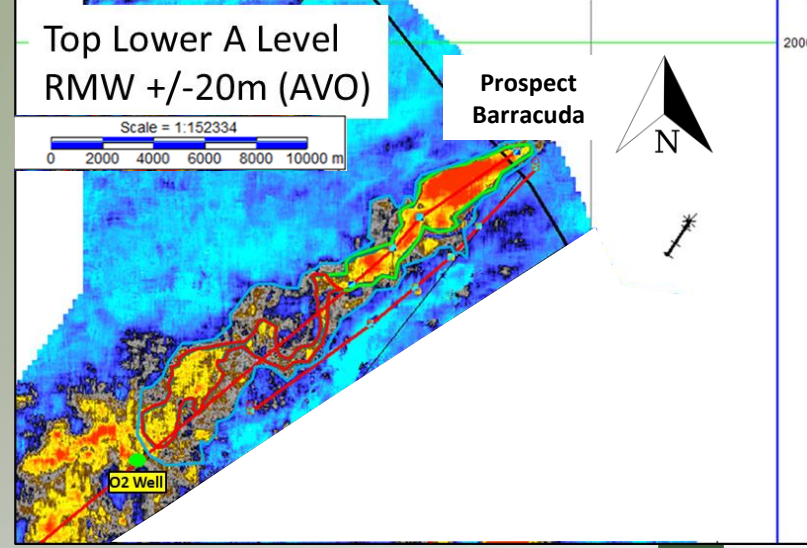 Top Lower A Level
RMW +/-20m (AVO)
Scale = 1:152334
0 2000 4000 6000 8000 10000 m
Prospect
Barracuda
N
O2 Well